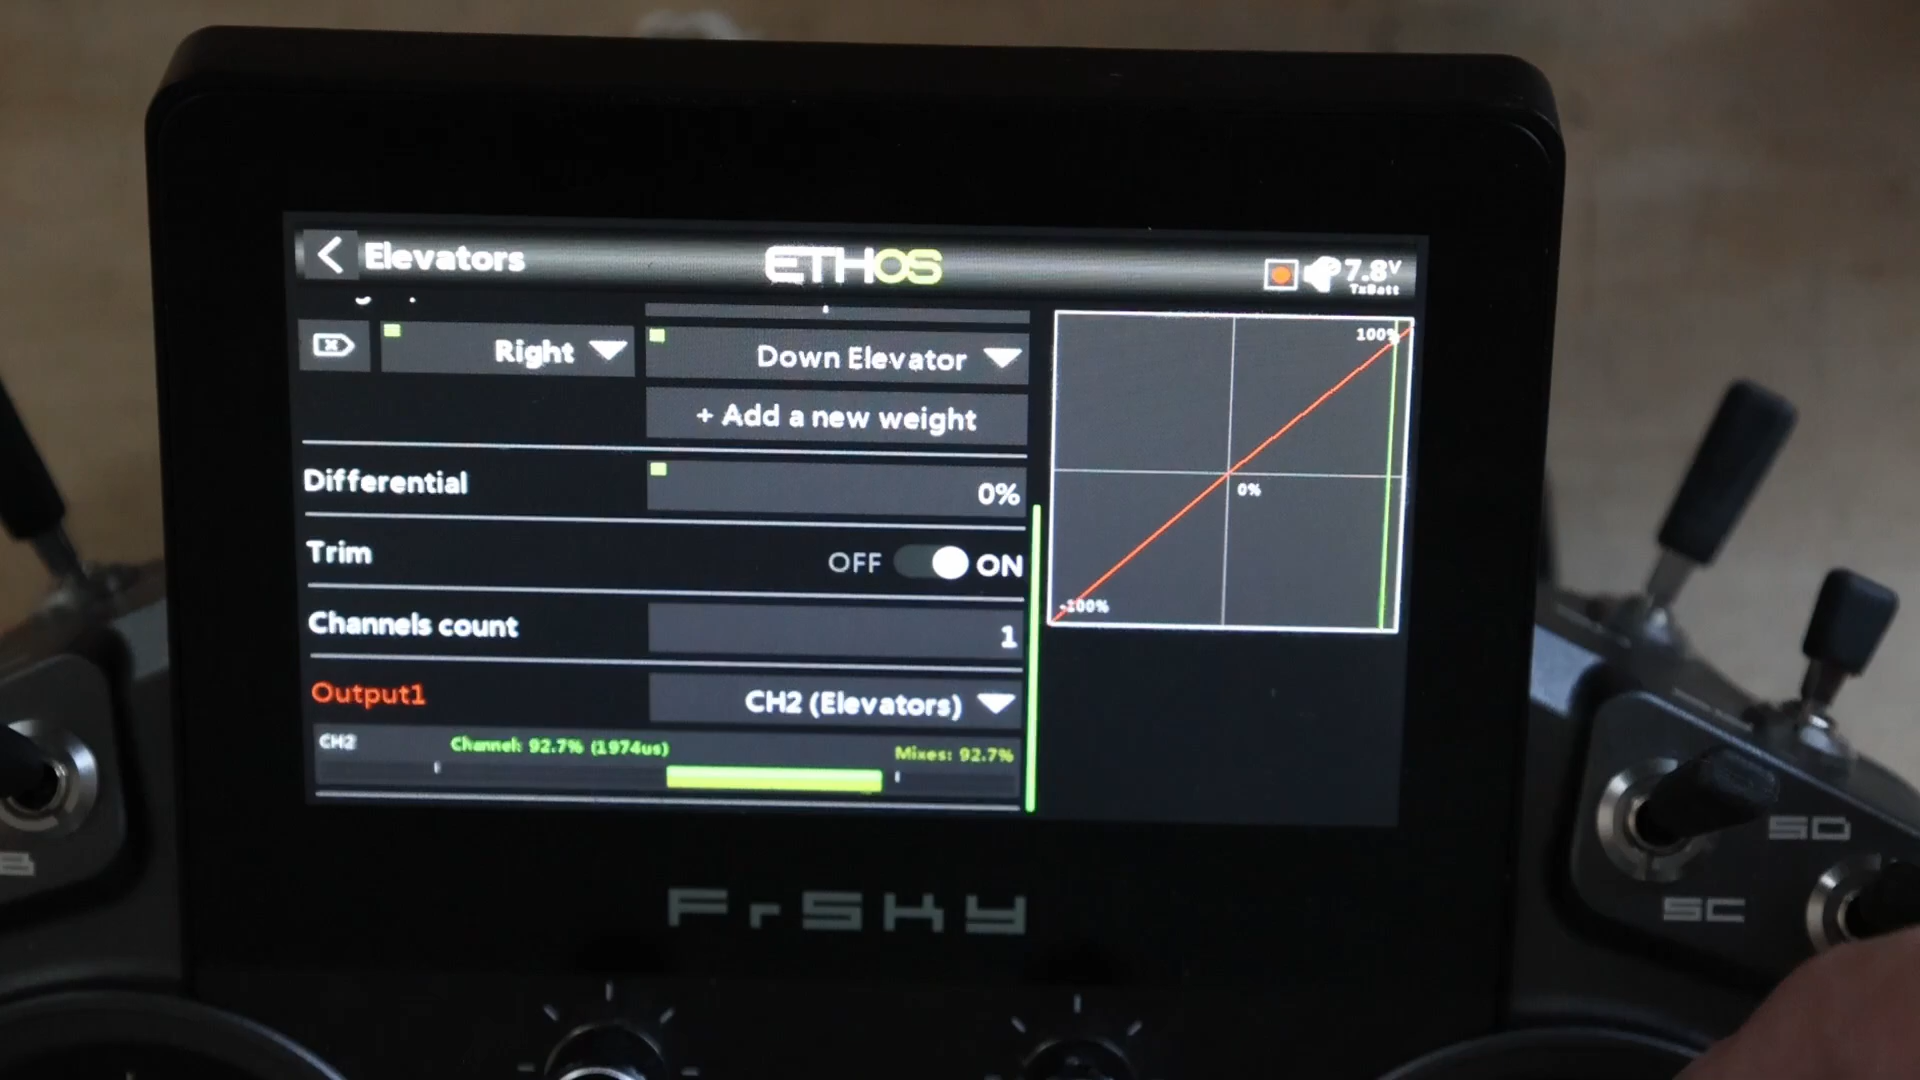 Elevators
ETHOS
7.8V
TxBatt
Right
Down Elevator
100%
+ Add a new weight
Differential
0%
0%
Trim
OFF
ON
-100%
Channels count
1
Output1
CH2 (Elevators)
CH2
Channel: 92.7% (1974us)
Mixes: 92.7%
FrSKY
SD
SC